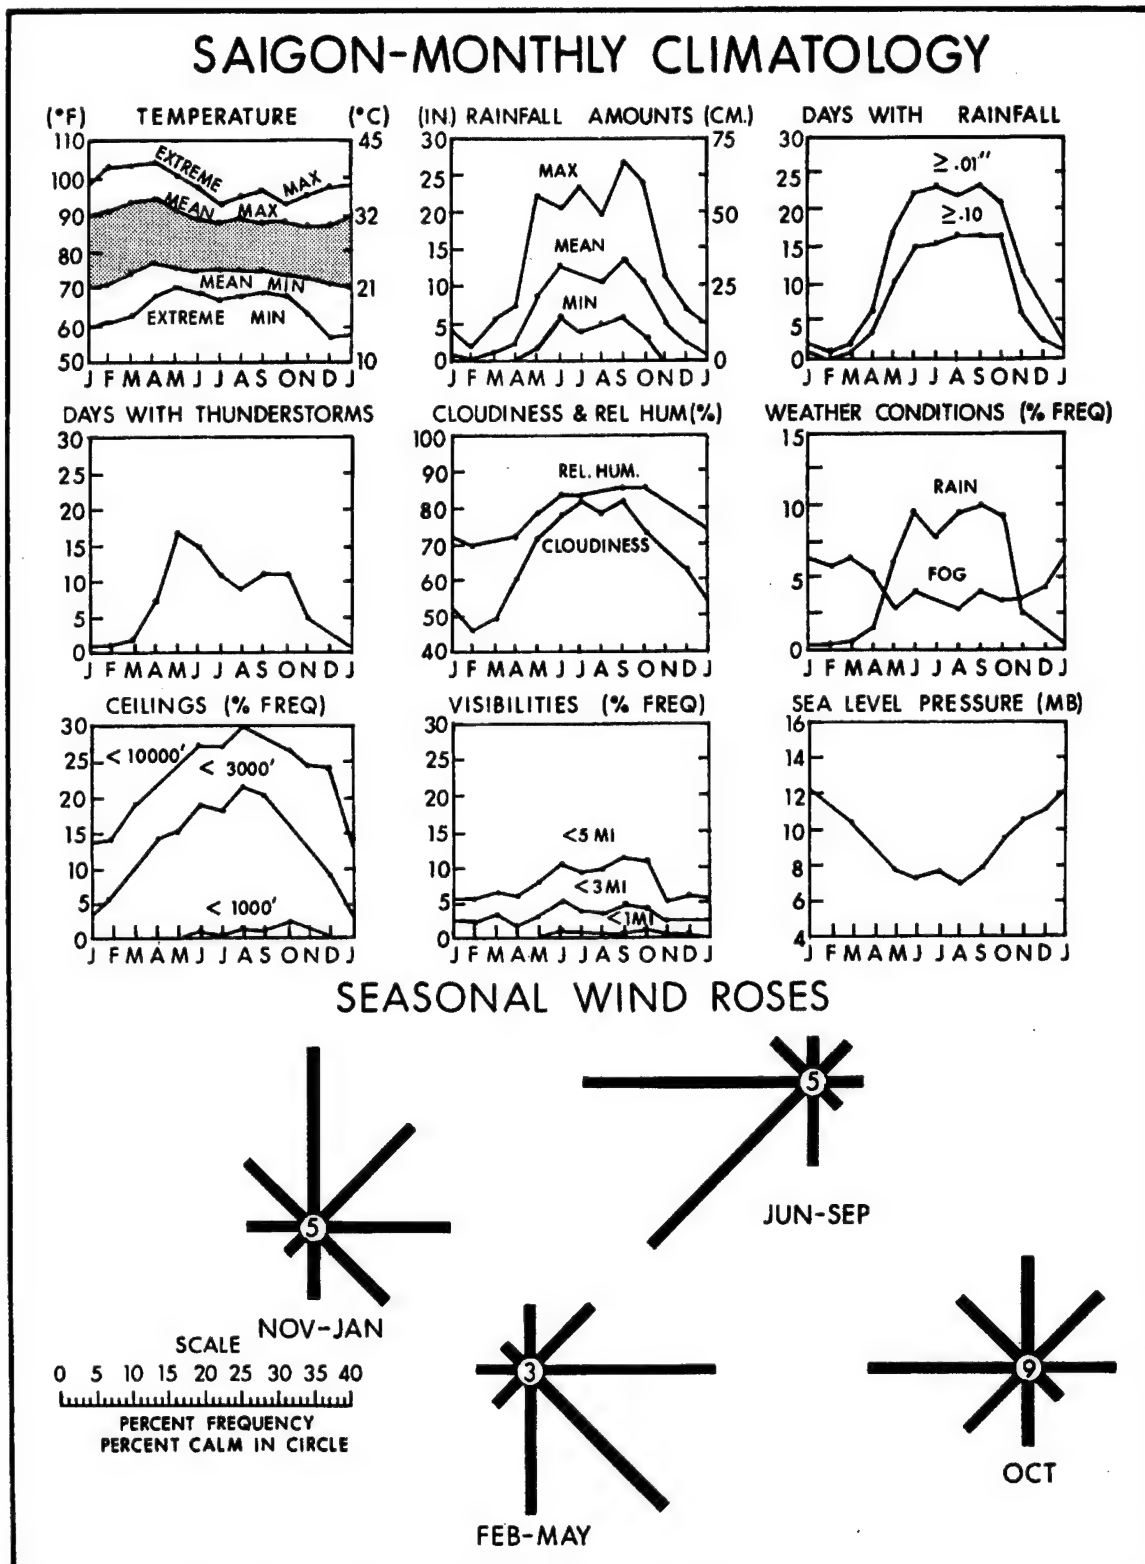 SAIGON-MONTHLY CLIMATOLOGY
(°F) TEMPERATURE (°C)
110 100 90 80 70 60 50
45 32 21 10
EXTREME MAX
MEAN MAX
MEAN MIN
EXTREME MIN
J F M A M J J A S O N D J
(IN.) RAINFALL AMOUNTS (CM.)
30 25 20 15 10 5 0
75 50 25 0
MAX
MEAN
MIN
J F M A M J J A S O N D J
DAYS WITH RAINFALL
30 25 20 15 10 5 0
≥.01"
≥.10
J F M A M J J A S O N D J
DAYS WITH THUNDERSTORMS
30 25 20 15 10 5 0
J F M A M J J A S O N D J
CLOUDINESS & REL HUM(%)
100 90 80 70 60 50 40
REL. HUM.
CLOUDINESS
J F M A M J J A S O N D J
WEATHER CONDITIONS (% FREQ)
15 10 5 0
RAIN
FOG
J F M A M J J A S O N D J
CEILINGS (% FREQ)
30 25 20 15 10 5 0
< 10000'
< 3000'
< 1000'
J F M A M J J A S O N D J
VISIBILITIES (% FREQ)
30 25 20 15 10 5 0
<5 MI
<3 MI
<1 MI
J F M A M J J A S O N D J
SEA LEVEL PRESSURE (MB)
16 14 12 10 8 6 4
J F M A M J J A S O N D J
SEASONAL WIND ROSES
5
NOV-JAN
5
JUN-SEP
3
FEB-MAY
9
OCT
SCALE
0 5 10 15 20 25 30 35 40
PERCENT FREQUENCY
PERCENT CALM IN CIRCLE